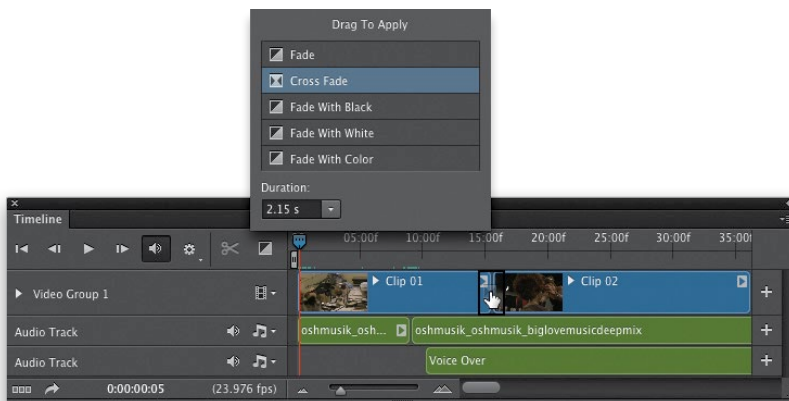 Drag To Apply
Fade
Cross Fade
Fade With Black
Fade With White
Fade With Color
Duration:
2.15 s
Timeline
05:00f 10:00f 15:00f 20:00f 25:00f 30:00f 35:00f
Video Group 1
Clip 01
Clip 02
Audio Track
oshmusik_osh...
oshmusik_oshmusik_biglovemusicdeepmix
Audio Track
Voice Over
0:00:00:05 (23.976 fps)